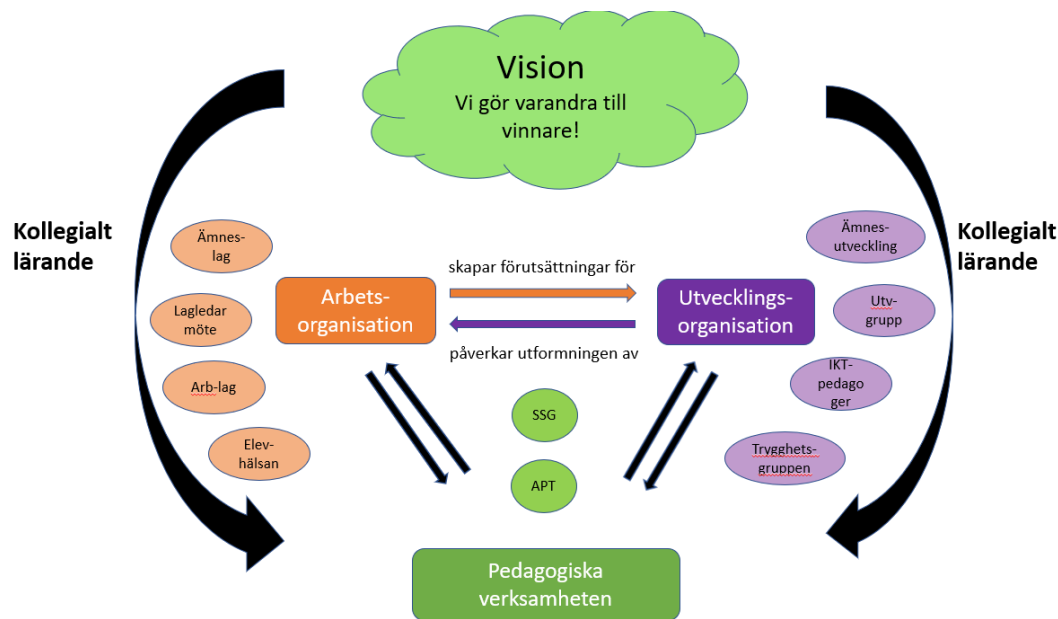 Vision
Vi gör varandra till
vinnare!
Kollegialt
lärande
Kollegialt
lärande
Ämnes-
lag
Lagledar
möte
Arb-lag
Elev-
hälsan
Arbets-
organisation
skapar förutsättningar för
påverkar utformningen av
Utvecklings-
organisation
Ämnes-
utveckling
Utv-
grupp
IKT-
pedago
ger
Trygghets-
gruppen
SSG
APT
Pedagogiska
verksamheten